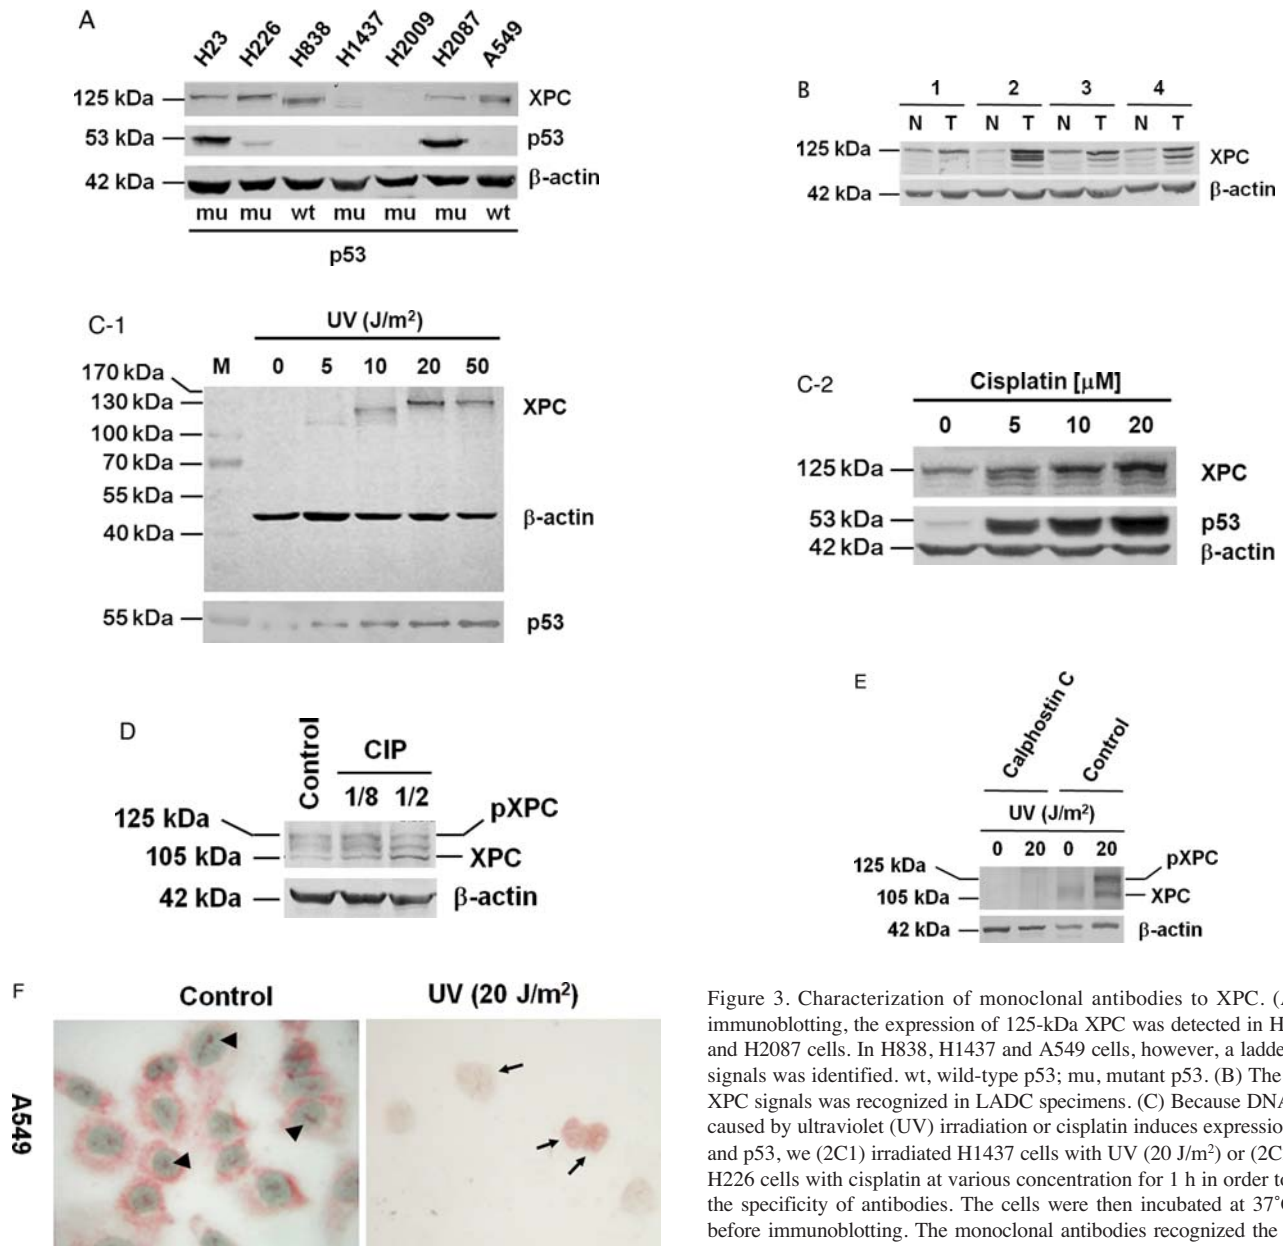 A
H23 H226 H838 H1437 H2009 H2087 A549
125 kDa XPC
53 kDa p53
42 kDa β-actin
mu mu wt mu mu mu wt
p53
B
1 2 3 4
N T N T N T N T
125 kDa XPC
42 kDa β-actin
C-1
UV (J/m²)
M 0 5 10 20 50
170 kDa
130 kDa XPC
100 kDa
70 kDa
55 kDa
β-actin
40 kDa
55 kDa p53
C-2
Cisplatin [μM]
0 5 10 20
125 kDa XPC
53 kDa p53
42 kDa β-actin
D
Control CIP
1/8 1/2
125 kDa pXPC
105 kDa XPC
42 kDa β-actin
E
Calphostin C Control
UV (J/m²)
0 20 0 20
125 kDa pXPC
105 kDa XPC
42 kDa β-actin
F
Control UV (20 J/m²)
A549
Figure 3. Characterization of monoclonal antibodies to XPC. (
immunoblotting, the expression of 125-kDa XPC was detected in H
and H2087 cells. In H838, H1437 and A549 cells, however, a ladde
signals was identified. wt, wild-type p53; mu, mutant p53. (B) The
XPC signals was recognized in LADC specimens. (C) Because DNA
caused by ultraviolet (UV) irradiation or cisplatin induces expressio
and p53, we (2C1) irradiated H1437 cells with UV (20 J/m²) or (2C
H226 cells with cisplatin at various concentration for 1 h in order to
the specificity of antibodies. The cells were then incubated at 37˚C
before immunoblotting. The monoclonal antibodies recognized the